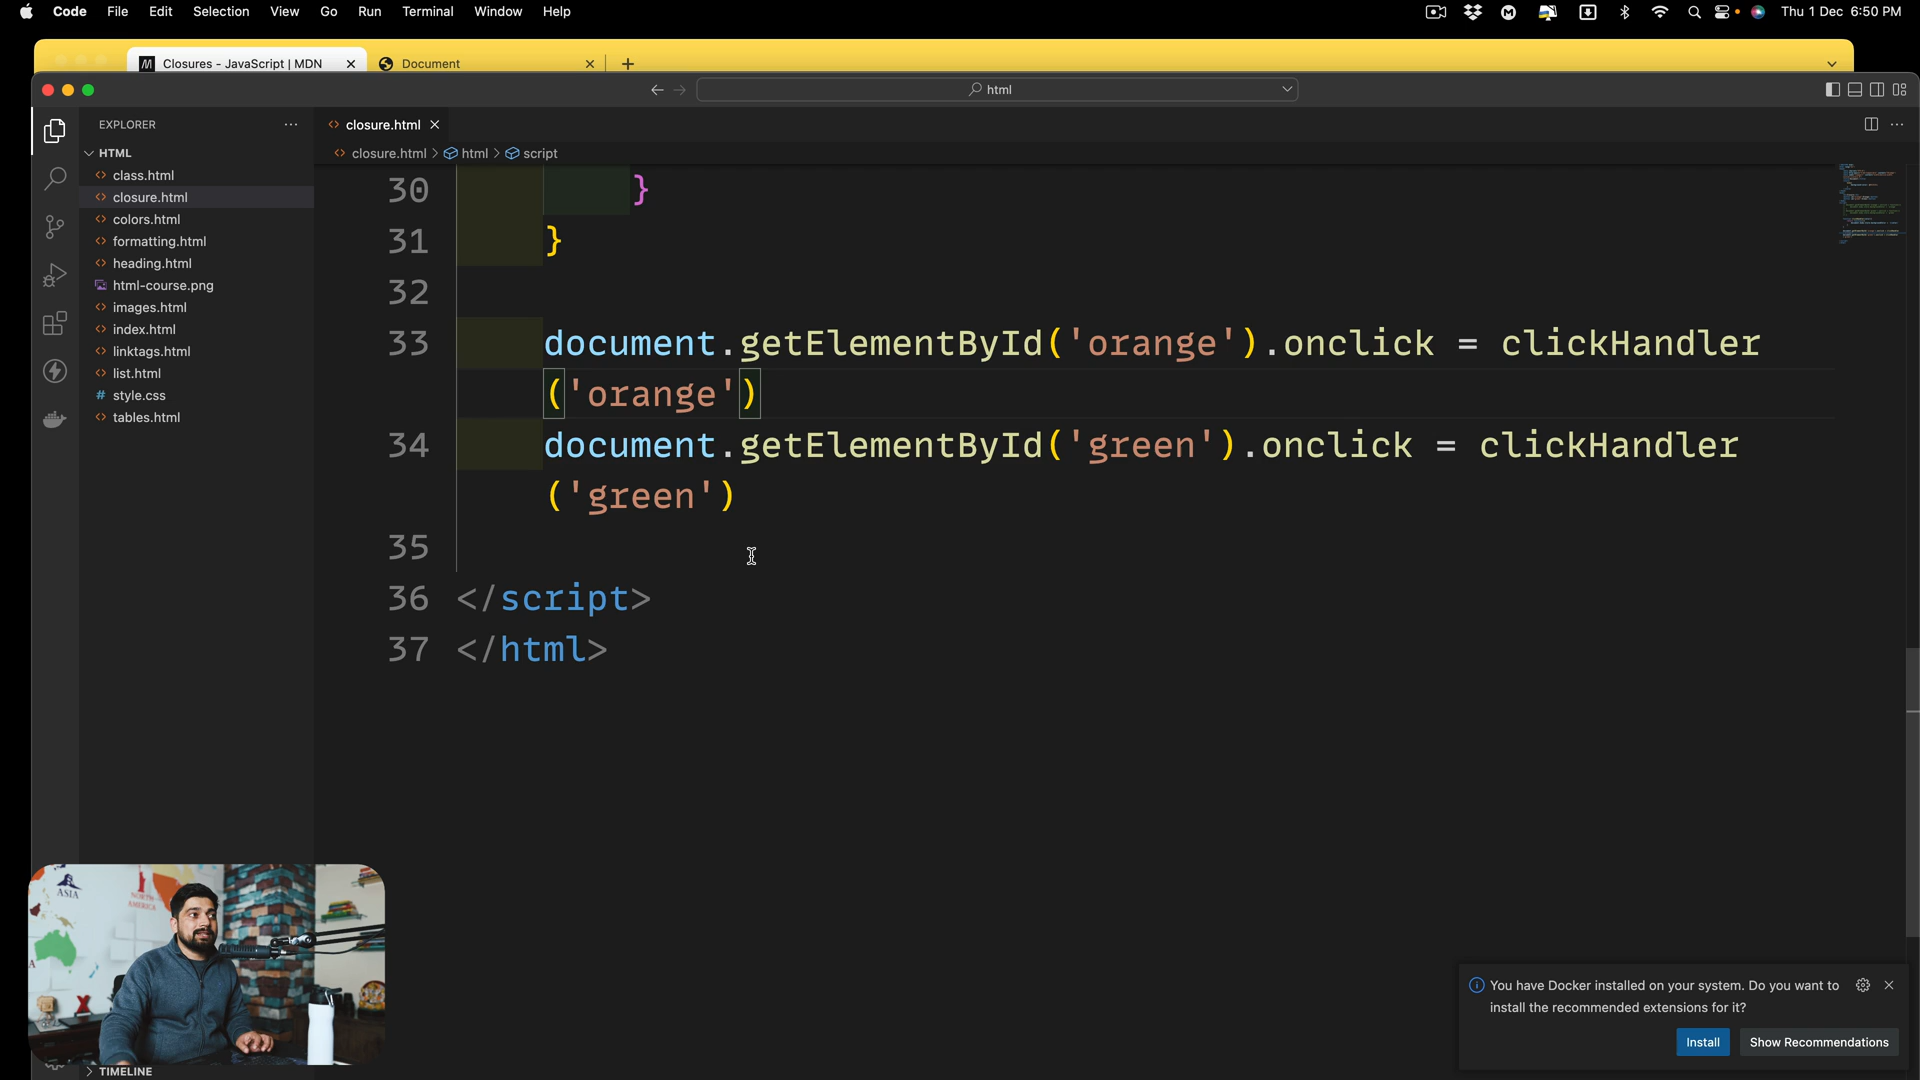 Code File Edit Selection View Go Run Terminal Window Help
Thu 1 Dec 6:50 PM
Closures - JavaScript | MDN
Document
html
EXPLORER
closure.html
HTML
closure.html > html > script
class.html
closure.html
colors.html
formatting.html
heading.html
html-course.png
images.html
index.html
linktags.html
list.html
# style.css
tables.html
30 }
31 }
32
33 document.getElementById('orange').onclick = clickHandler
('orange')
34 document.getElementById('green').onclick = clickHandler
('green')
35
36 </script>
37 </html>
ASIA
NORTH AMERICA
You have Docker installed on your system. Do you want to
install the recommended extensions for it?
Install
Show Recommendations
TIMELINE